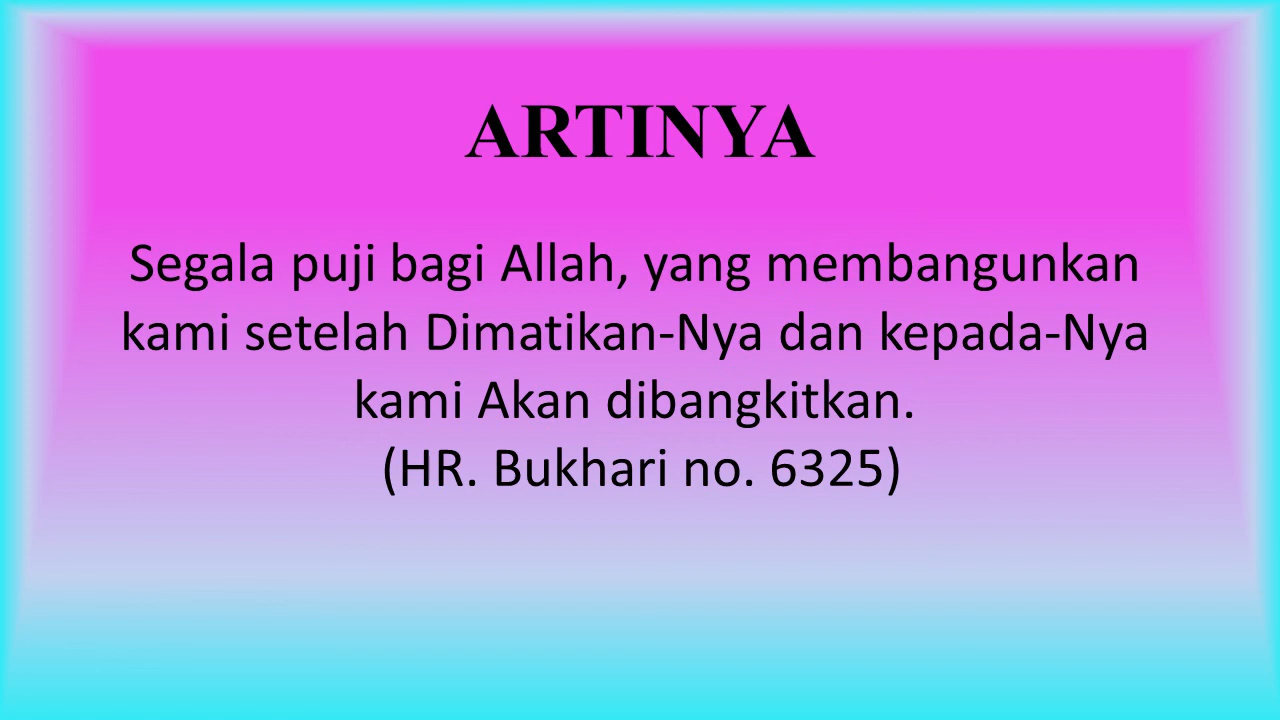 ARTINYA
Segala puji bagi Allah, yang membangunkan
kami setelah Dimatikan-Nya dan kepada-Nya
kami Akan dibangkitkan.
(HR. Bukhari no. 6325)